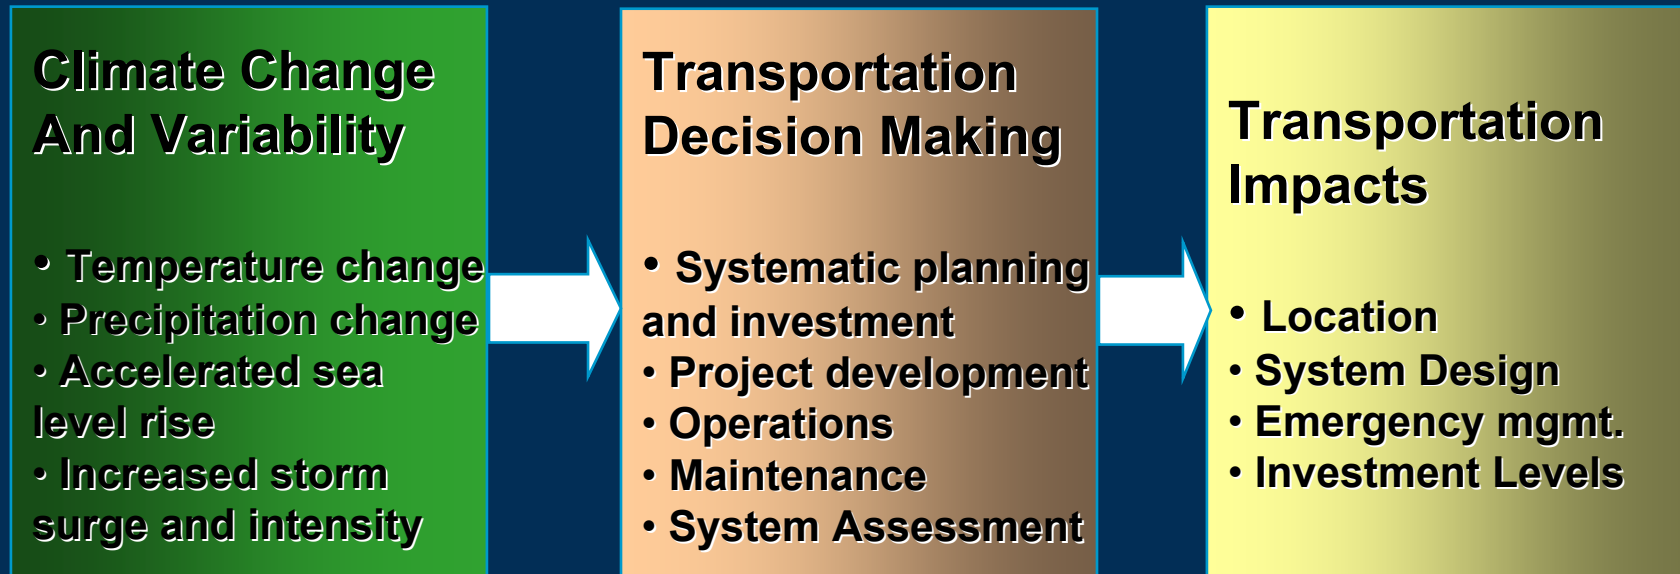 Climate Change
And Variability
• Temperature change
• Precipitation change
• Accelerated sea
level rise
• Increased storm
surge and intensity
Transportation
Decision Making
• Systematic planning
and investment
• Project development
• Operations
• Maintenance
• System Assessment
Transportation
Impacts
• Location
• System Design
• Emergency mgmt.
• Investment Levels